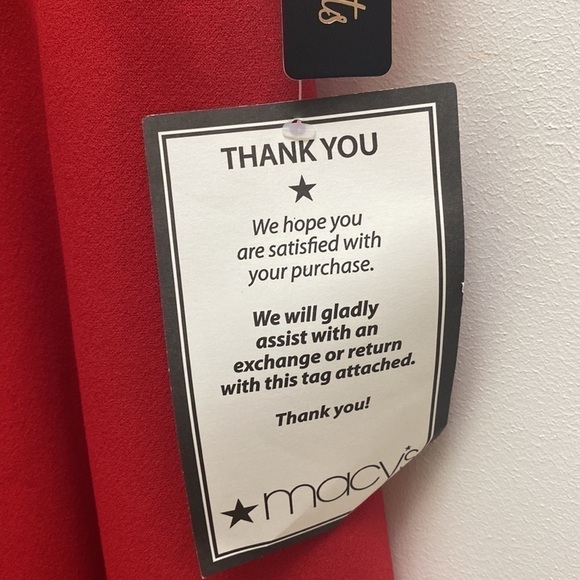 ts
THANK YOU
We hope you
are satisfied with
your purchase.
We will gladly
assist with an
exchange or return
with this tag attached.
Thank you!
macy's